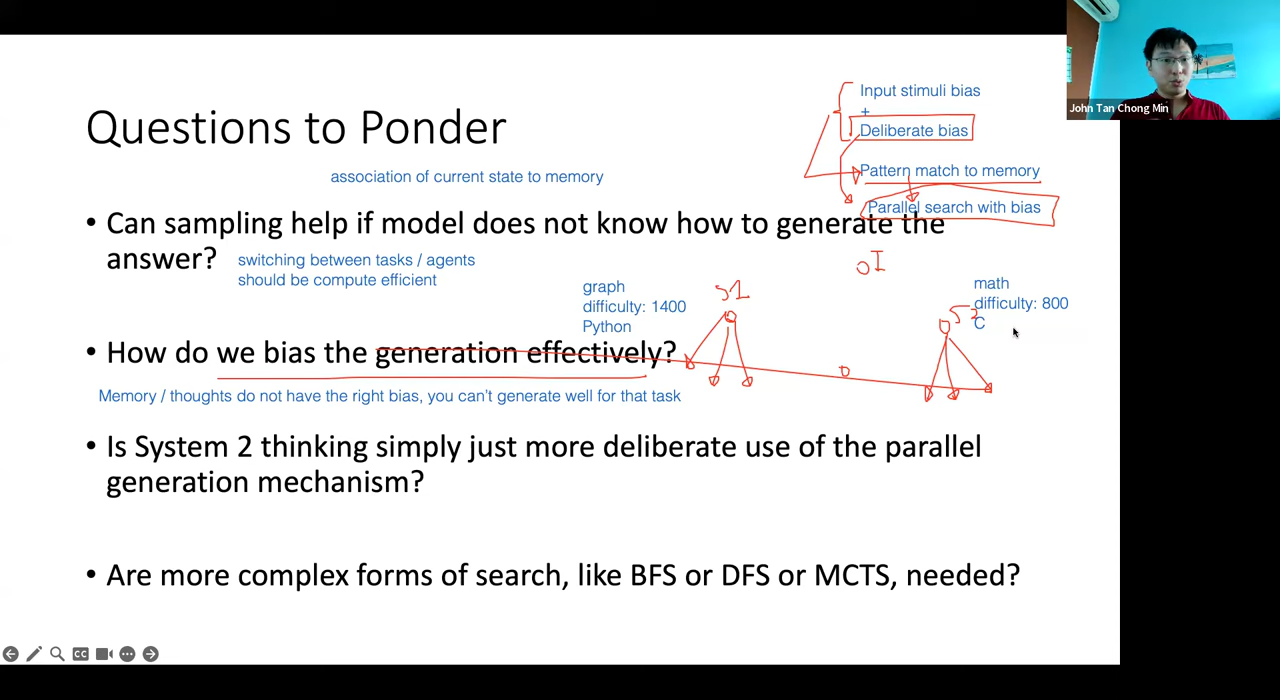 Input stimuli bias
+
Deliberate bias
John Tan Chong Min
Questions to Ponder
association of current state to memory
Pattern match to memory
Parallel search with bias
• Can sampling help if model does not know how to generate the
answer?
switching between tasks / agents
should be compute efficient
graph
difficulty: 1400
Python
S1
math
difficulty: 800
C
S2
• How do we bias the generation effectively?
Memory / thoughts do not have the right bias, you can't generate well for that task
• Is System 2 thinking simply just more deliberate use of the parallel
generation mechanism?
• Are more complex forms of search, like BFS or DFS or MCTS, needed?
CC